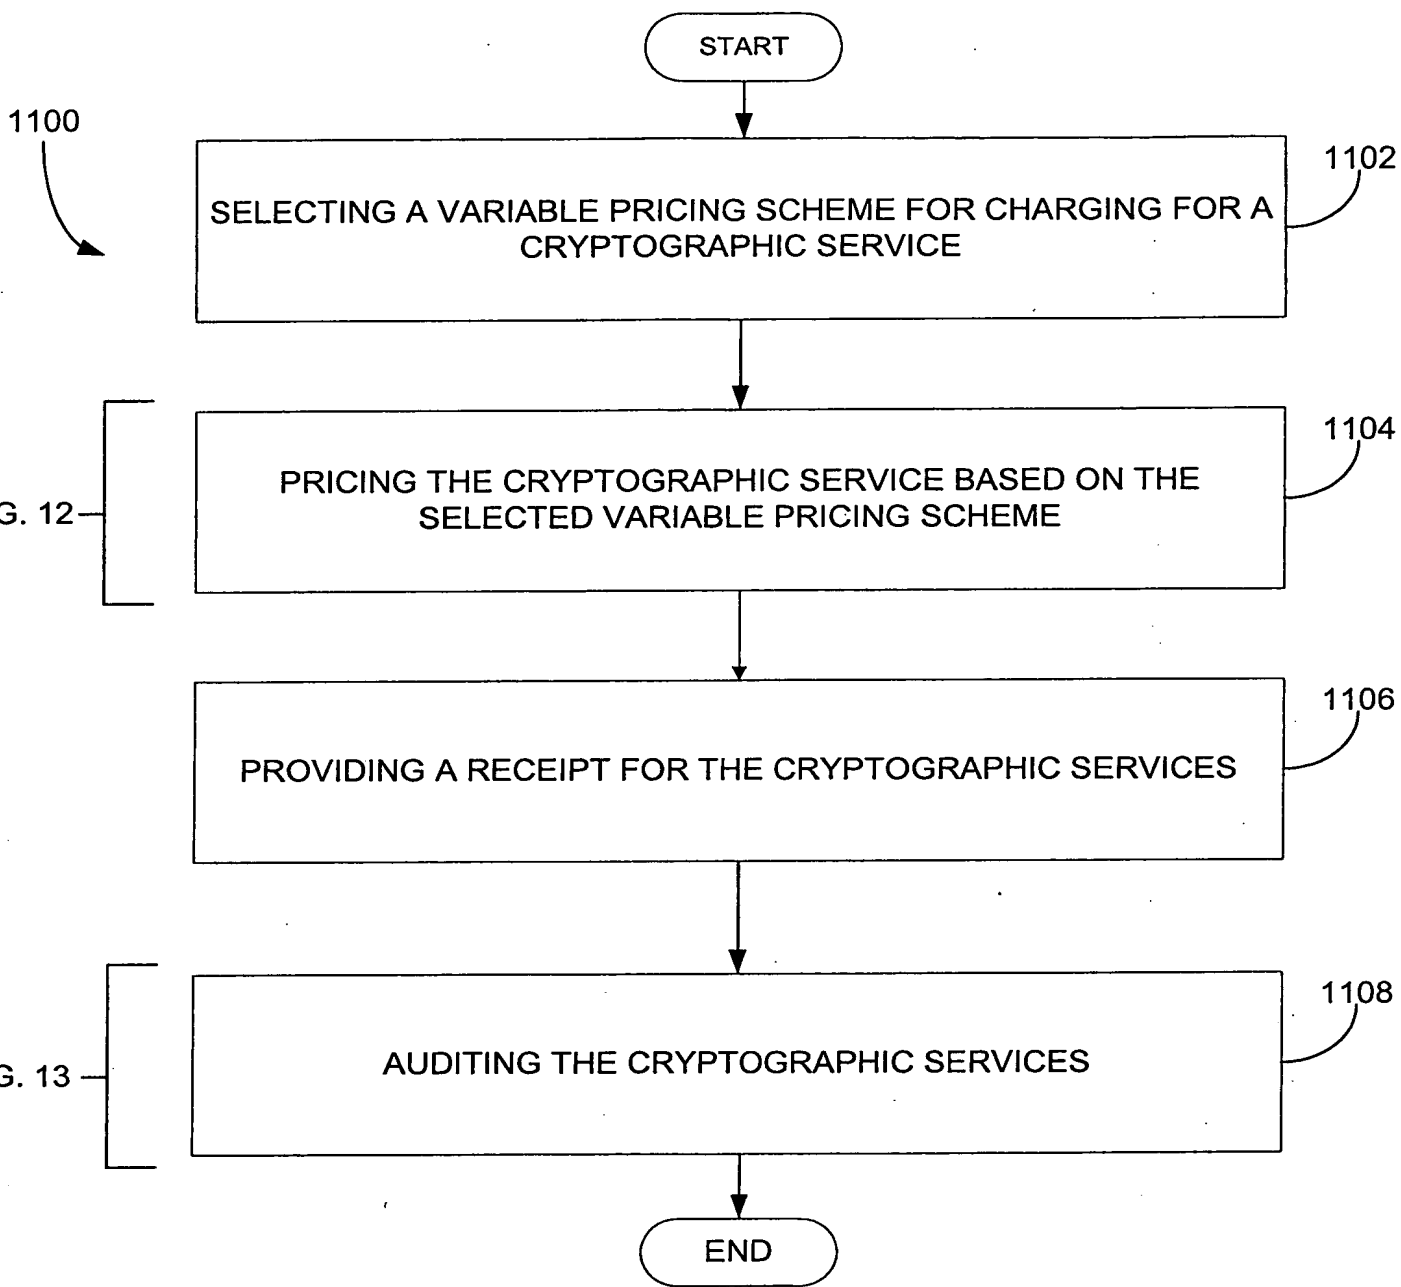 START
1100
1102
SELECTING A VARIABLE PRICING SCHEME FOR CHARGING FOR A
CRYPTOGRAPHIC SERVICE
1104
PRICING THE CRYPTOGRAPHIC SERVICE BASED ON THE
SELECTED VARIABLE PRICING SCHEME
G. 12
1106
PROVIDING A RECEIPT FOR THE CRYPTOGRAPHIC SERVICES
1108
AUDITING THE CRYPTOGRAPHIC SERVICES
G. 13
END